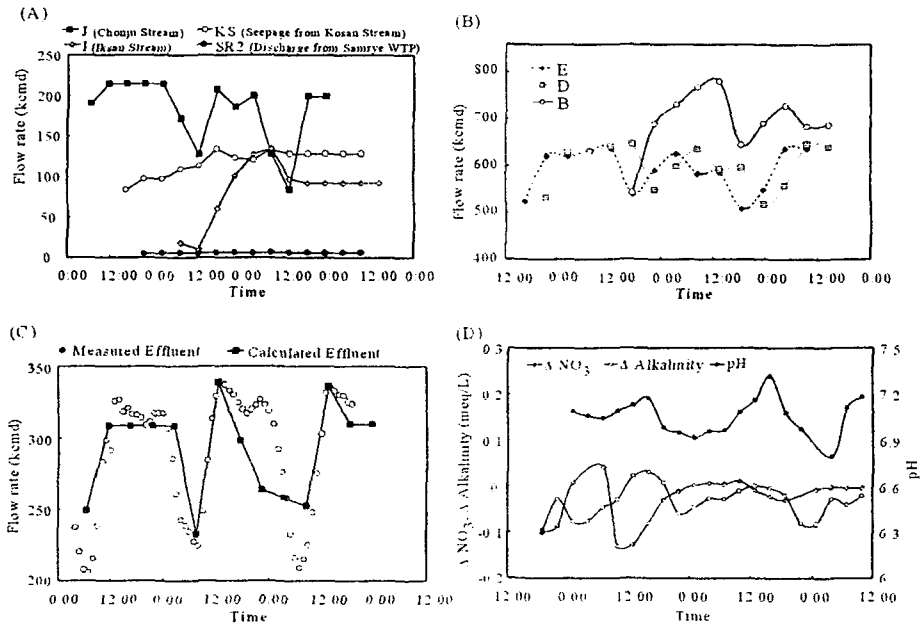 (A)
J (Chonju Stream)
KS (Seepage from Kosan Stream)
I (Iksan Stream)
SR2 (Discharge from Samrye WTP)
250
200
150
100
50
0
Flow rate (kcmd)
0:00 12:00 0:00 12:00 0:00 12:00 0:00 12:00 0:00
Time
(B)
E
D
B
800
700
600
500
400
Flow rate (kcmd)
12:00 0:00 12:00 0:00 12:00 0:00 12:00 0:00
Time
(C)
Measured Effluent
Calculated Effluent
350
300
250
200
Flow rate (kcmd)
0:00 12:00 0:00 12:00 0:00 12:00 0:00 12:00
Time
(D)
Δ NO3
Δ Alkalinity
pH
0.3
0.2
0.1
0
-0.1
-0.2
Δ NO3-Δ Alkalinity (meq/L)
7.5
7.2
6.9
6.6
6.3
6
pH
12:00 0:00 12:00 0:00 12:00 0:00 12:00
Time